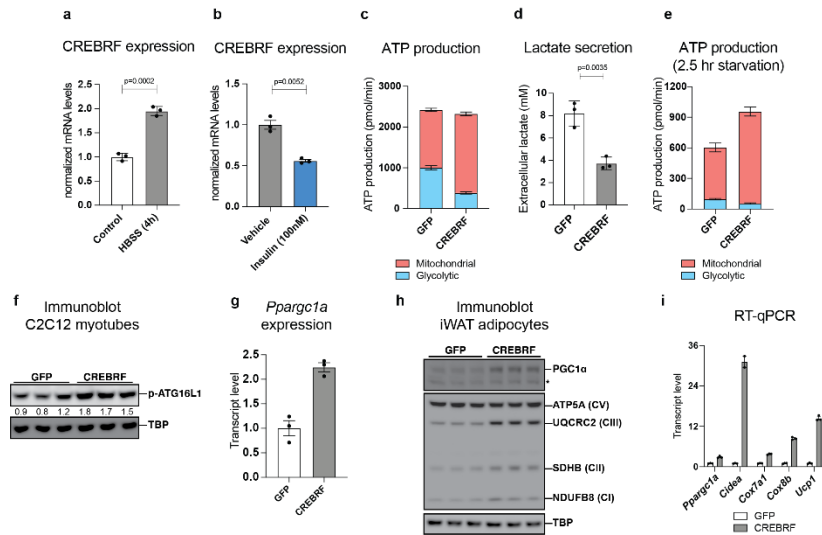 a
CREBRF expression
p=0.0002
normalized mRNA levels
2.5
2.0
1.5
1.0
0.5
0.0
Control
HBSS (4h)
b
CREBRF expression
p=0.0052
normalized mRNA levels
1.5
1.0
0.5
0.0
Vehicle
Insulin (100nM)
c
ATP production
ATP production (pmol/min)
3000
2000
1000
0
GFP
CREBRF
Mitochondrial
Glycolytic
d
Lactate secretion
p=0.0035
Extracellular lactate (mM)
10
8
6
4
2
0
GFP
CREBRF
e
ATP production
(2.5 hr starvation)
ATP production (pmol/min)
1200
900
600
300
0
GFP
CREBRF
Mitochondrial
Glycolytic
f
Immunoblot
C2C12 myotubes
GFP CREBRF
p-ATG16L1
0.9 0.8 1.2 1.8 1.7 1.5
TBP
g
Ppargc1a
expression
Transcript level
2.5
2.0
1.5
1.0
0.5
0.0
GFP
CREBRF
h
Immunoblot
iWAT adipocytes
GFP CREBRF
PGC1α
*
ATP5A (CV)
UQCRC2 (CIII)
SDHB (CII)
NDUFB8 (CI)
TBP
i
RT-qPCR
Transcript level
36
28
20
12
4
Ppargc1a
Cidea
Cox7a1
Cox8b
Ucp1
GFP
CREBRF